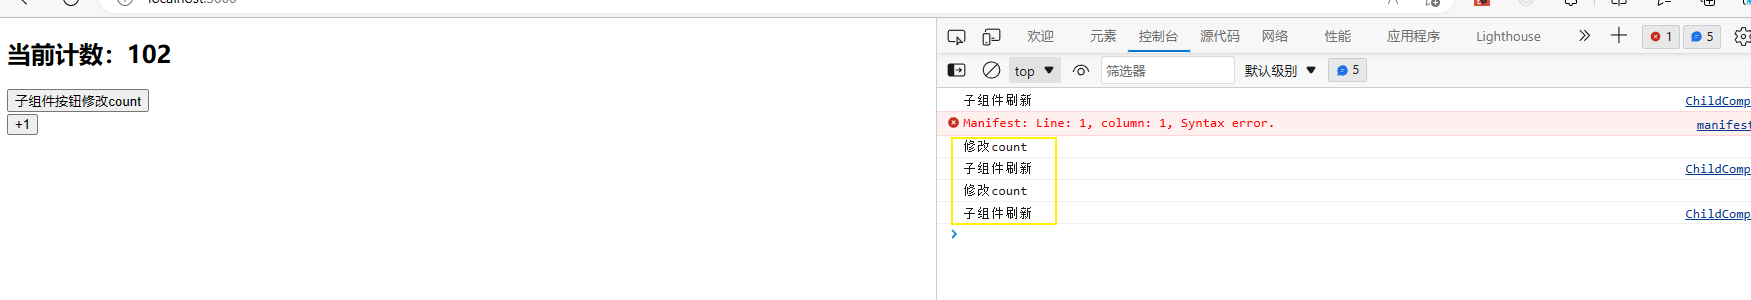 localhost:3000
当前计数：102
子组件按钮修改count
+1
欢迎 元素 控制台 源代码 网络 性能 应用程序 Lighthouse 1 5
top 筛选器 默认级别 5
子组件刷新 ChildComp
Manifest: Line: 1, column: 1, Syntax error. manifest
修改count
子组件刷新 ChildComp
修改count
子组件刷新 ChildComp